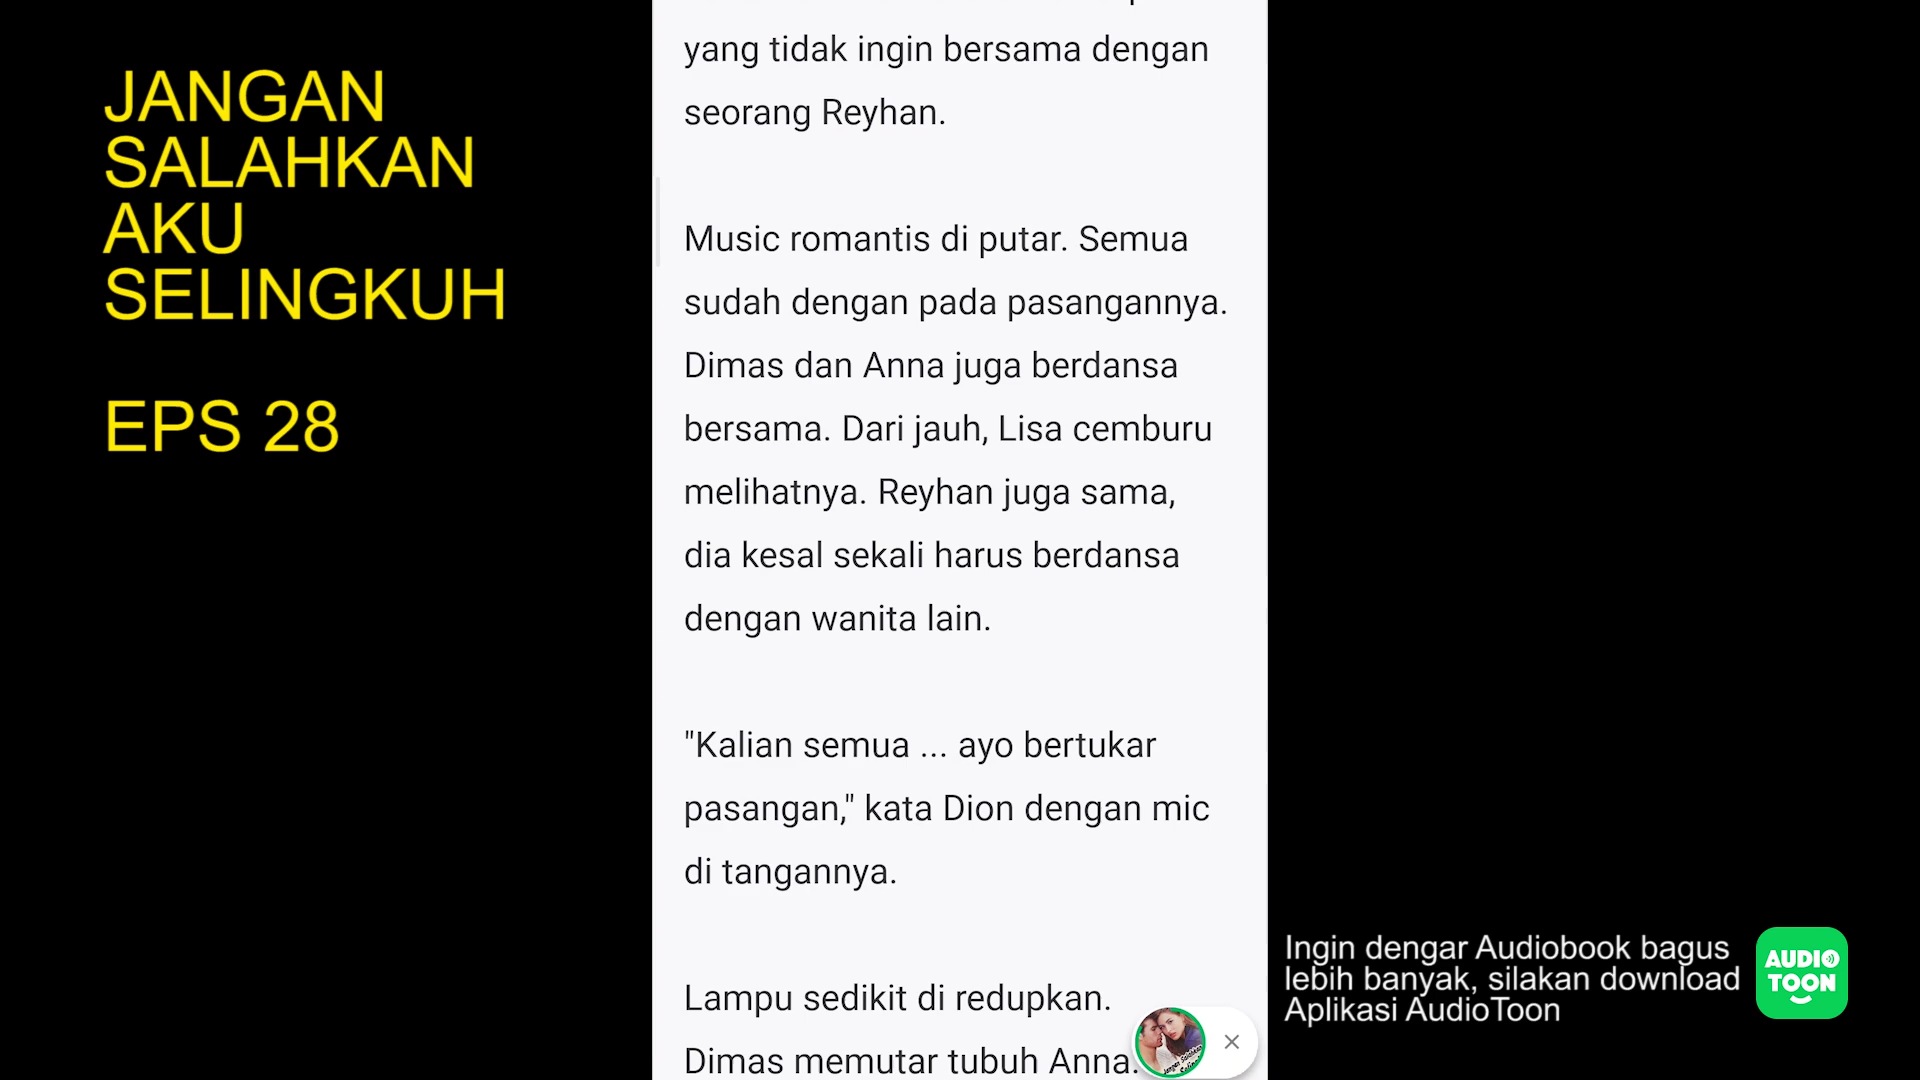 JANGAN
SALAHKAN
AKU
SELINGKUH
EPS 28
yang tidak ingin bersama dengan
seorang Reyhan.
Music romantis di putar. Semua
sudah dengan pada pasangannya.
Dimas dan Anna juga berdansa
bersama. Dari jauh, Lisa cemburu
melihatnya. Reyhan juga sama,
dia kesal sekali harus berdansa
dengan wanita lain.
"Kalian semua ... ayo bertukar
pasangan," kata Dion dengan mic
di tangannya.
Lampu sedikit di redupkan.
Dimas memutar tubuh Anna.
Ingin dengar Audiobook bagus
lebih banyak, silakan download
Aplikasi AudioToon
AUDIO
TOON